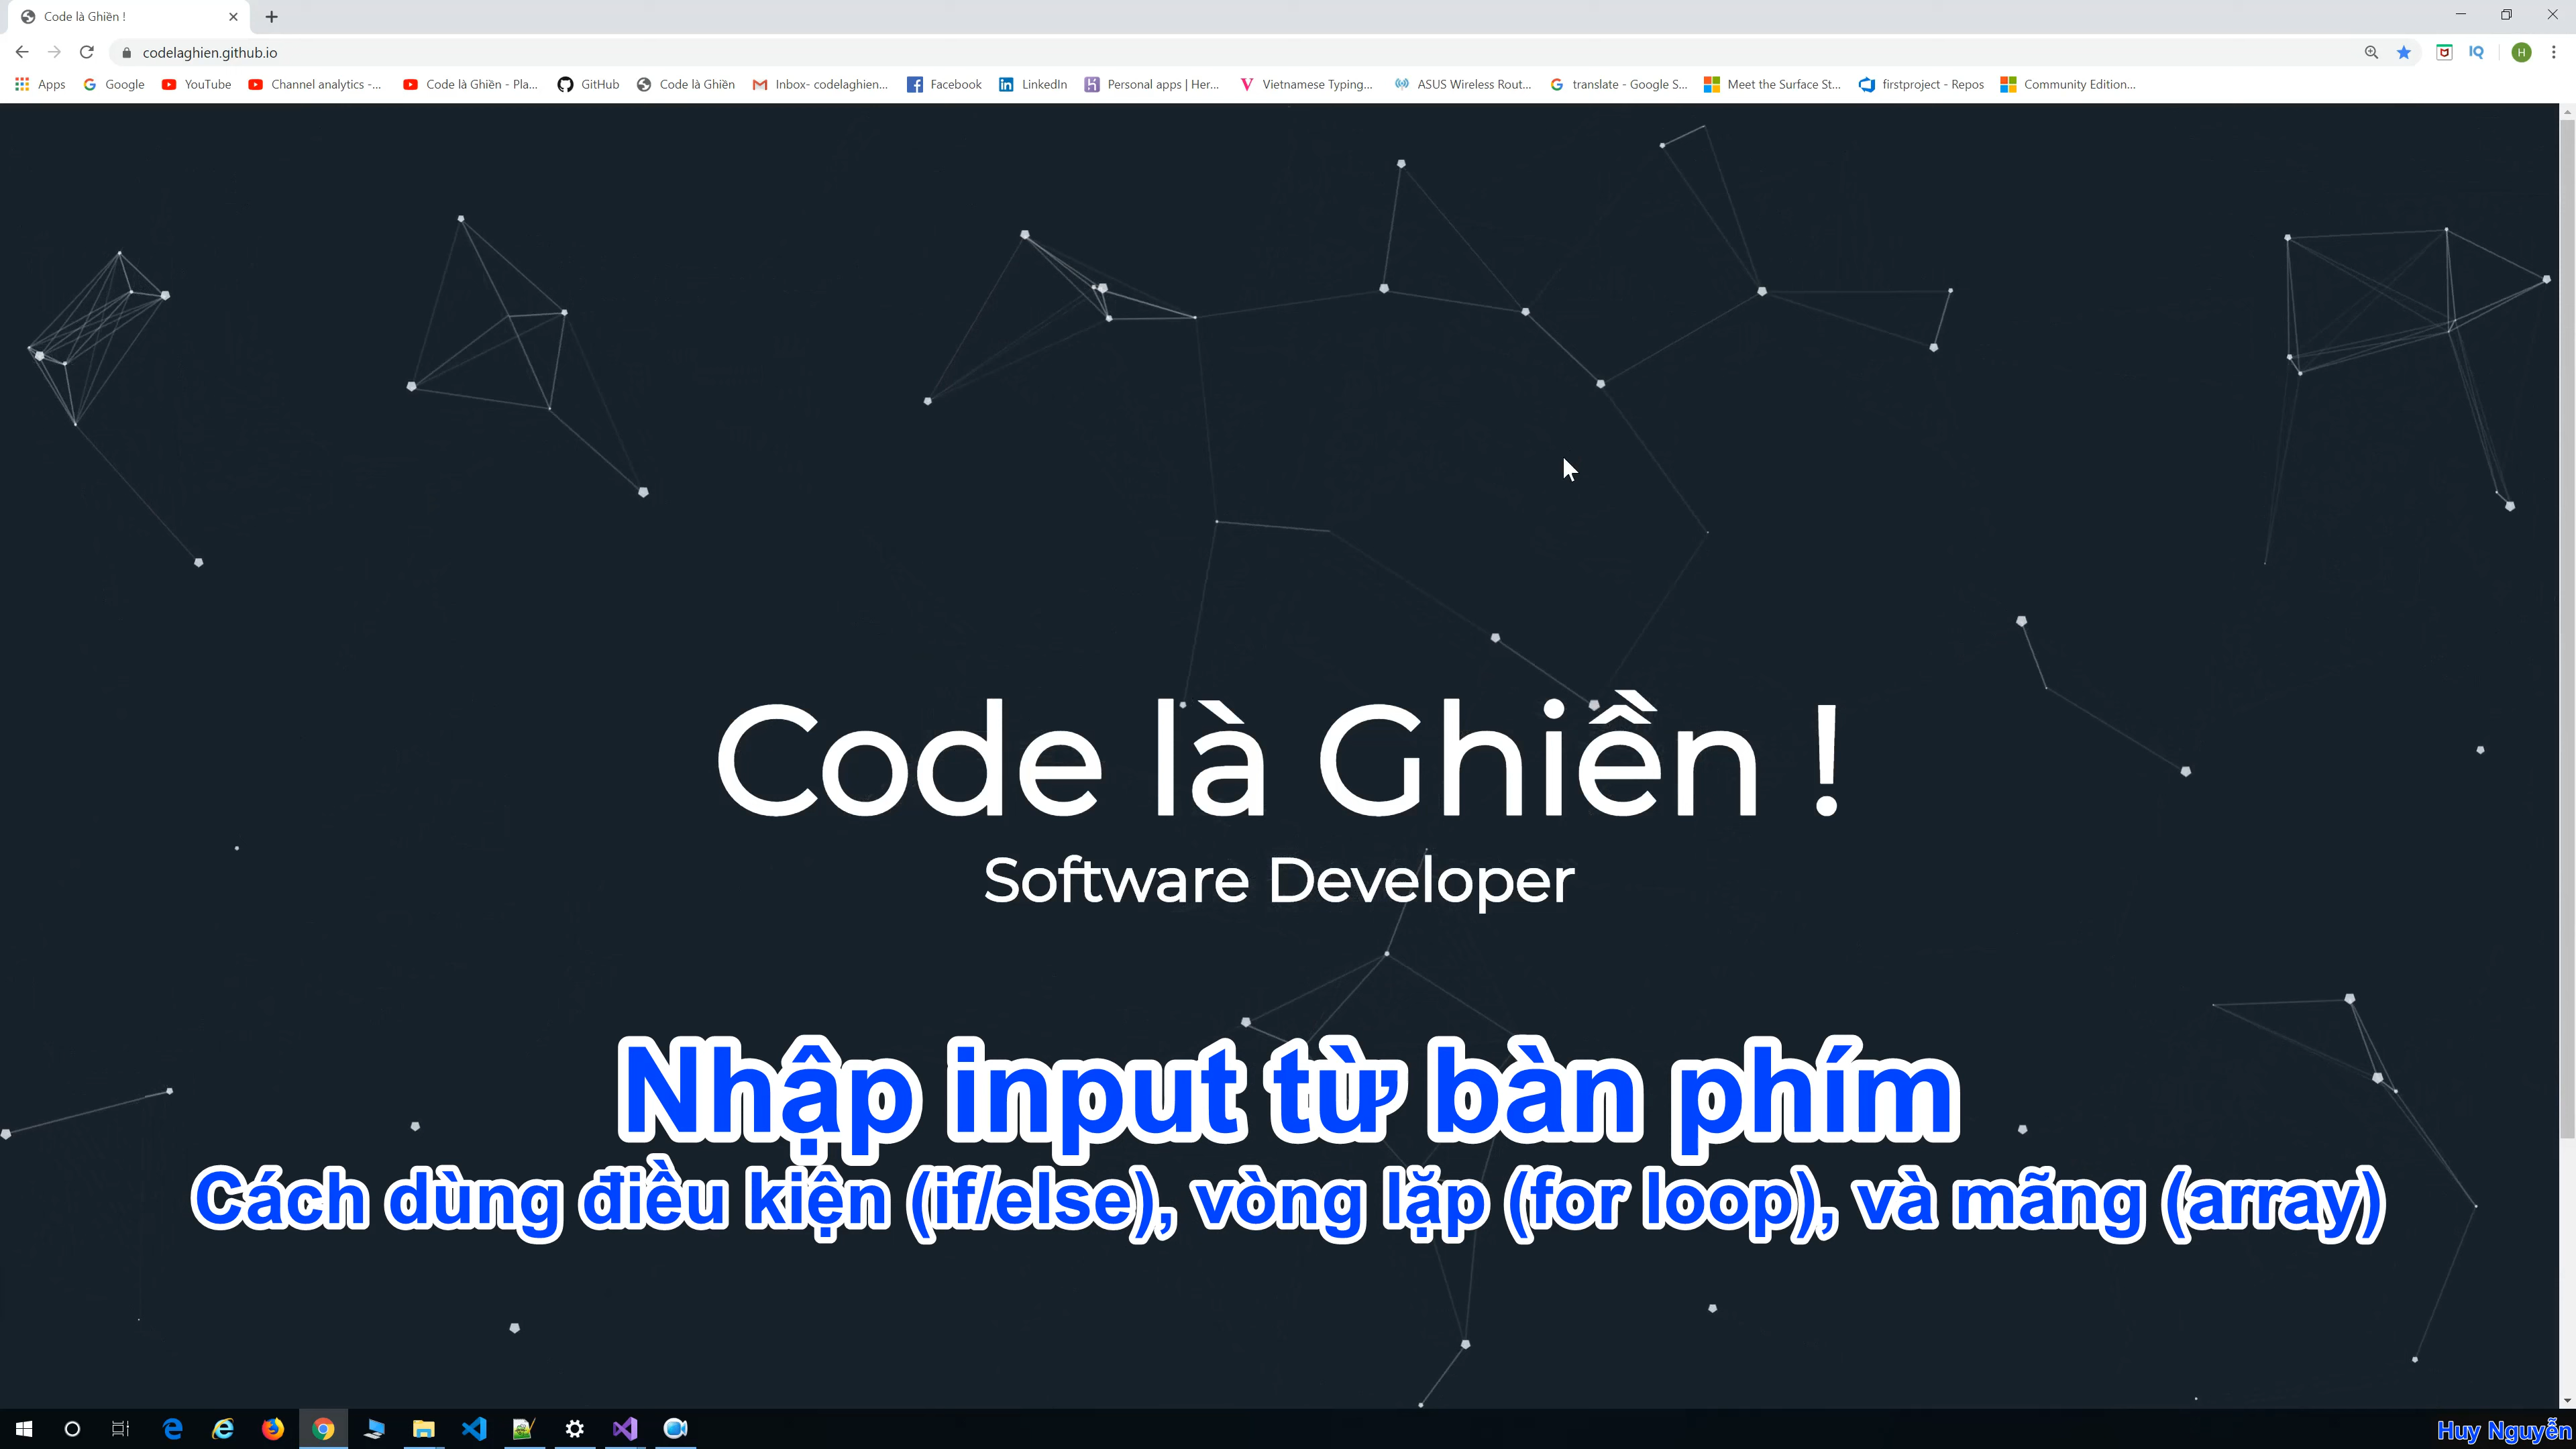 Code là Ghiền !
codelaghien.github.io
IQ
H
Apps
Google
YouTube
Channel analytics -...
Code là Ghiền - Pla...
GitHub
Code là Ghiền
Inbox- codelaghien...
Facebook
LinkedIn
Personal apps | Her...
Vietnamese Typing...
ASUS Wireless Rout...
translate - Google S...
Meet the Surface St...
firstproject - Repos
Community Edition...
Code là Ghiền !
Software Developer
Nhập input từ bàn phím
Cách dùng điều kiện (if/else), vòng lặp (for loop), và mãng (array)
Huy Nguyễn